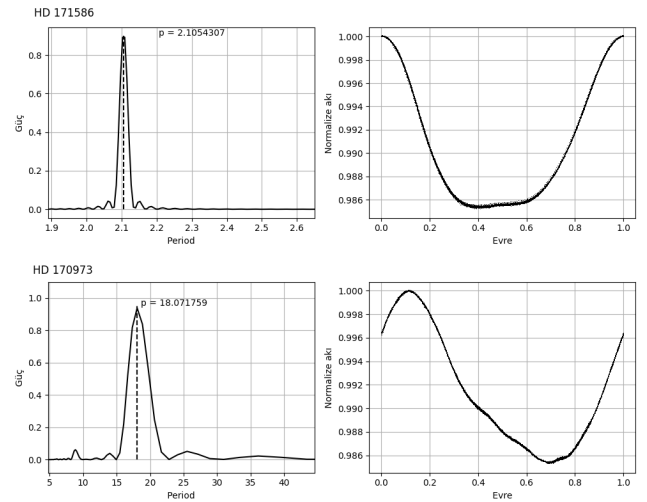 HD 171586
p = 2.1054307
Güç
0.8
0.6
0.4
0.2
0.0
1.9 2.0 2.1 2.2 2.3 2.4 2.5 2.6
Period
Normalize akı
1.000
0.998
0.996
0.994
0.992
0.990
0.988
0.986
0.0 0.2 0.4 0.6 0.8 1.0
Evre
HD 170973
p = 18.071759
Güç
1.0
0.8
0.6
0.4
0.2
0.0
5 10 15 20 25 30 35 40
Period
Normalize akı
1.000
0.998
0.996
0.994
0.992
0.990
0.988
0.986
0.0 0.2 0.4 0.6 0.8 1.0
Evre